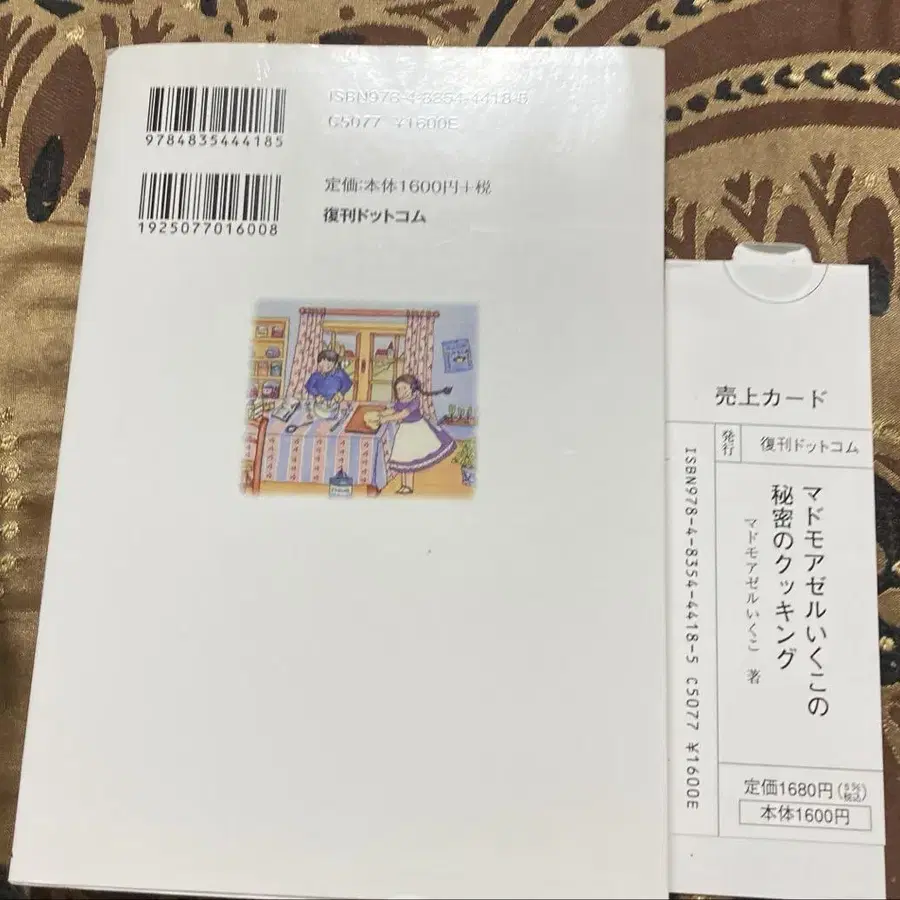 9784835444185
ISBN978-4-8354-4418-5
C5077 ¥1600E
1925077016008
定価:本体1600円+税
復刊ドットコム
売上カード
発行 復刊ドットコム
マドモアゼルいくこの
秘密のクッキング
マドモアゼルいくこ 著
ISBN978-4-8354-4418-5 C5077 ¥1600E
定価1680円(5%税込)
本体1600円